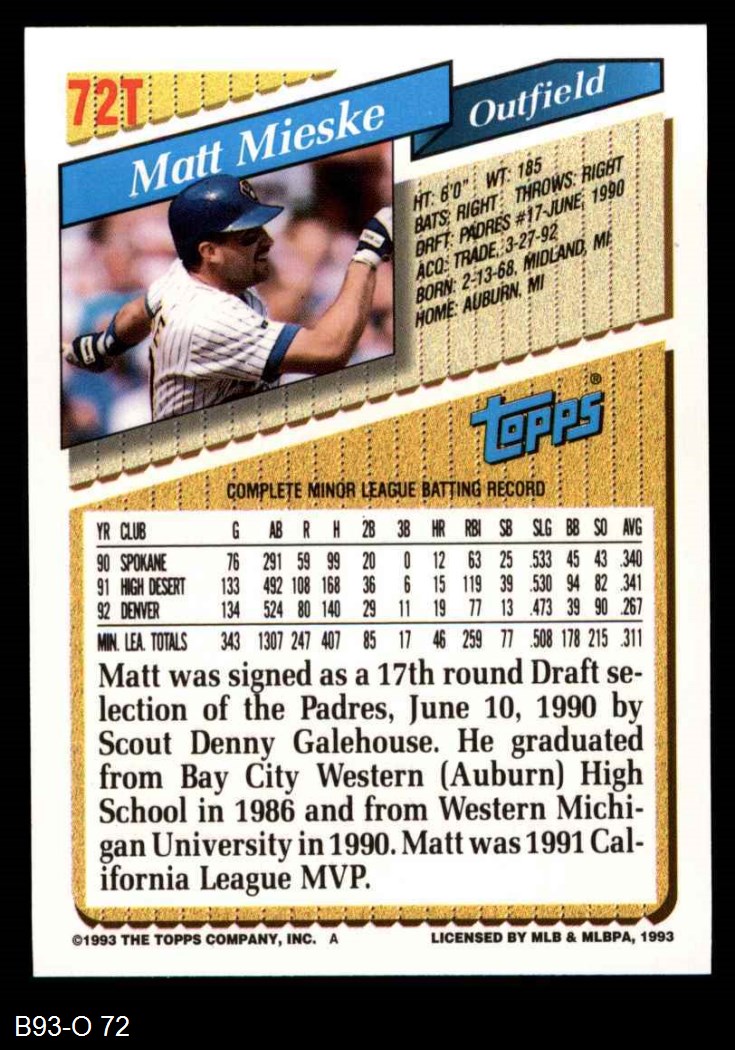 72T
Matt Mieske
Outfield
HT: 6'0" WT: 185
BATS: RIGHT THROWS: RIGHT
DRFT: PADRES #17-JUNE, 1990
ACQ: TRADE, 3-27-92
BORN: 2-13-68, MIDLAND, MI
HOME: AUBURN, MI
TOPPS®
COMPLETE MINOR LEAGUE BATTING RECORD
YR CLUB G AB R H 2B 3B HR RBI SB SLG BB SO AVG
90 SPOKANE 76 291 59 99 20 0 12 63 25 .533 45 43 .340
91 HIGH DESERT 133 492 108 168 36 6 15 119 39 .530 94 82 .341
92 DENVER 134 524 80 140 29 11 19 77 13 .473 39 90 .267
MIN. LEA. TOTALS 343 1307 247 407 85 17 46 259 77 .508 178 215 .311
Matt was signed as a 17th round Draft se-
lection of the Padres, June 10, 1990 by
Scout Denny Galehouse. He graduated
from Bay City Western (Auburn) High
School in 1986 and from Western Michi-
gan University in 1990. Matt was 1991 Cal-
ifornia League MVP.
©1993 THE TOPPS COMPANY, INC. A LICENSED BY MLB & MLBPA, 1993
B93-O 72